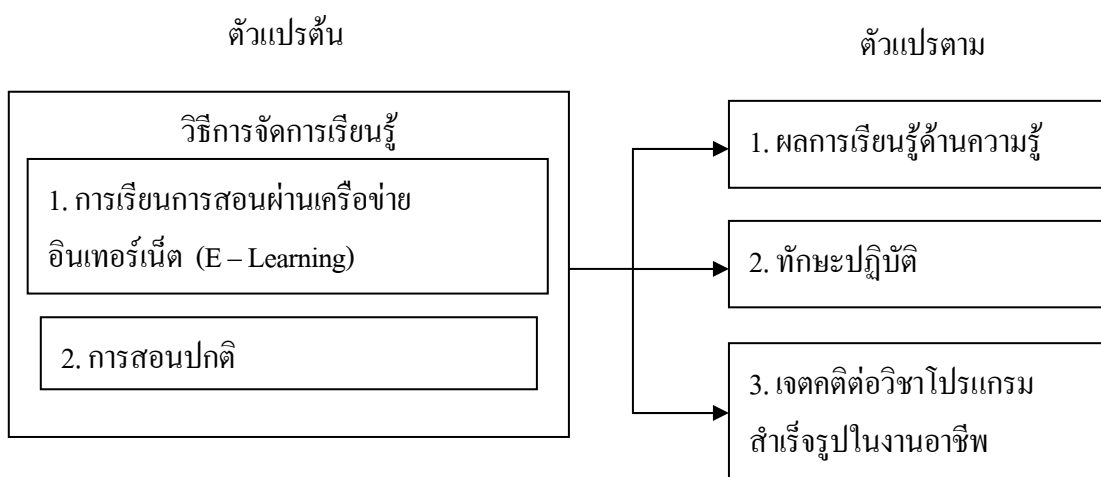 ตัวแปรต้น
วิธีการจัดการเรียนรู้
1. การเรียนการสอนผ่านเครือข่าย
อินเทอร์เน็ต (E – Learning)
2. การสอนปกติ
ตัวแปรตาม
1. ผลการเรียนรู้ด้านความรู้
2. ทักษะปฏิบัติ
3. เจตคติต่อวิชาโปรแกรม
สำเร็จรูปในงานอาชีพ